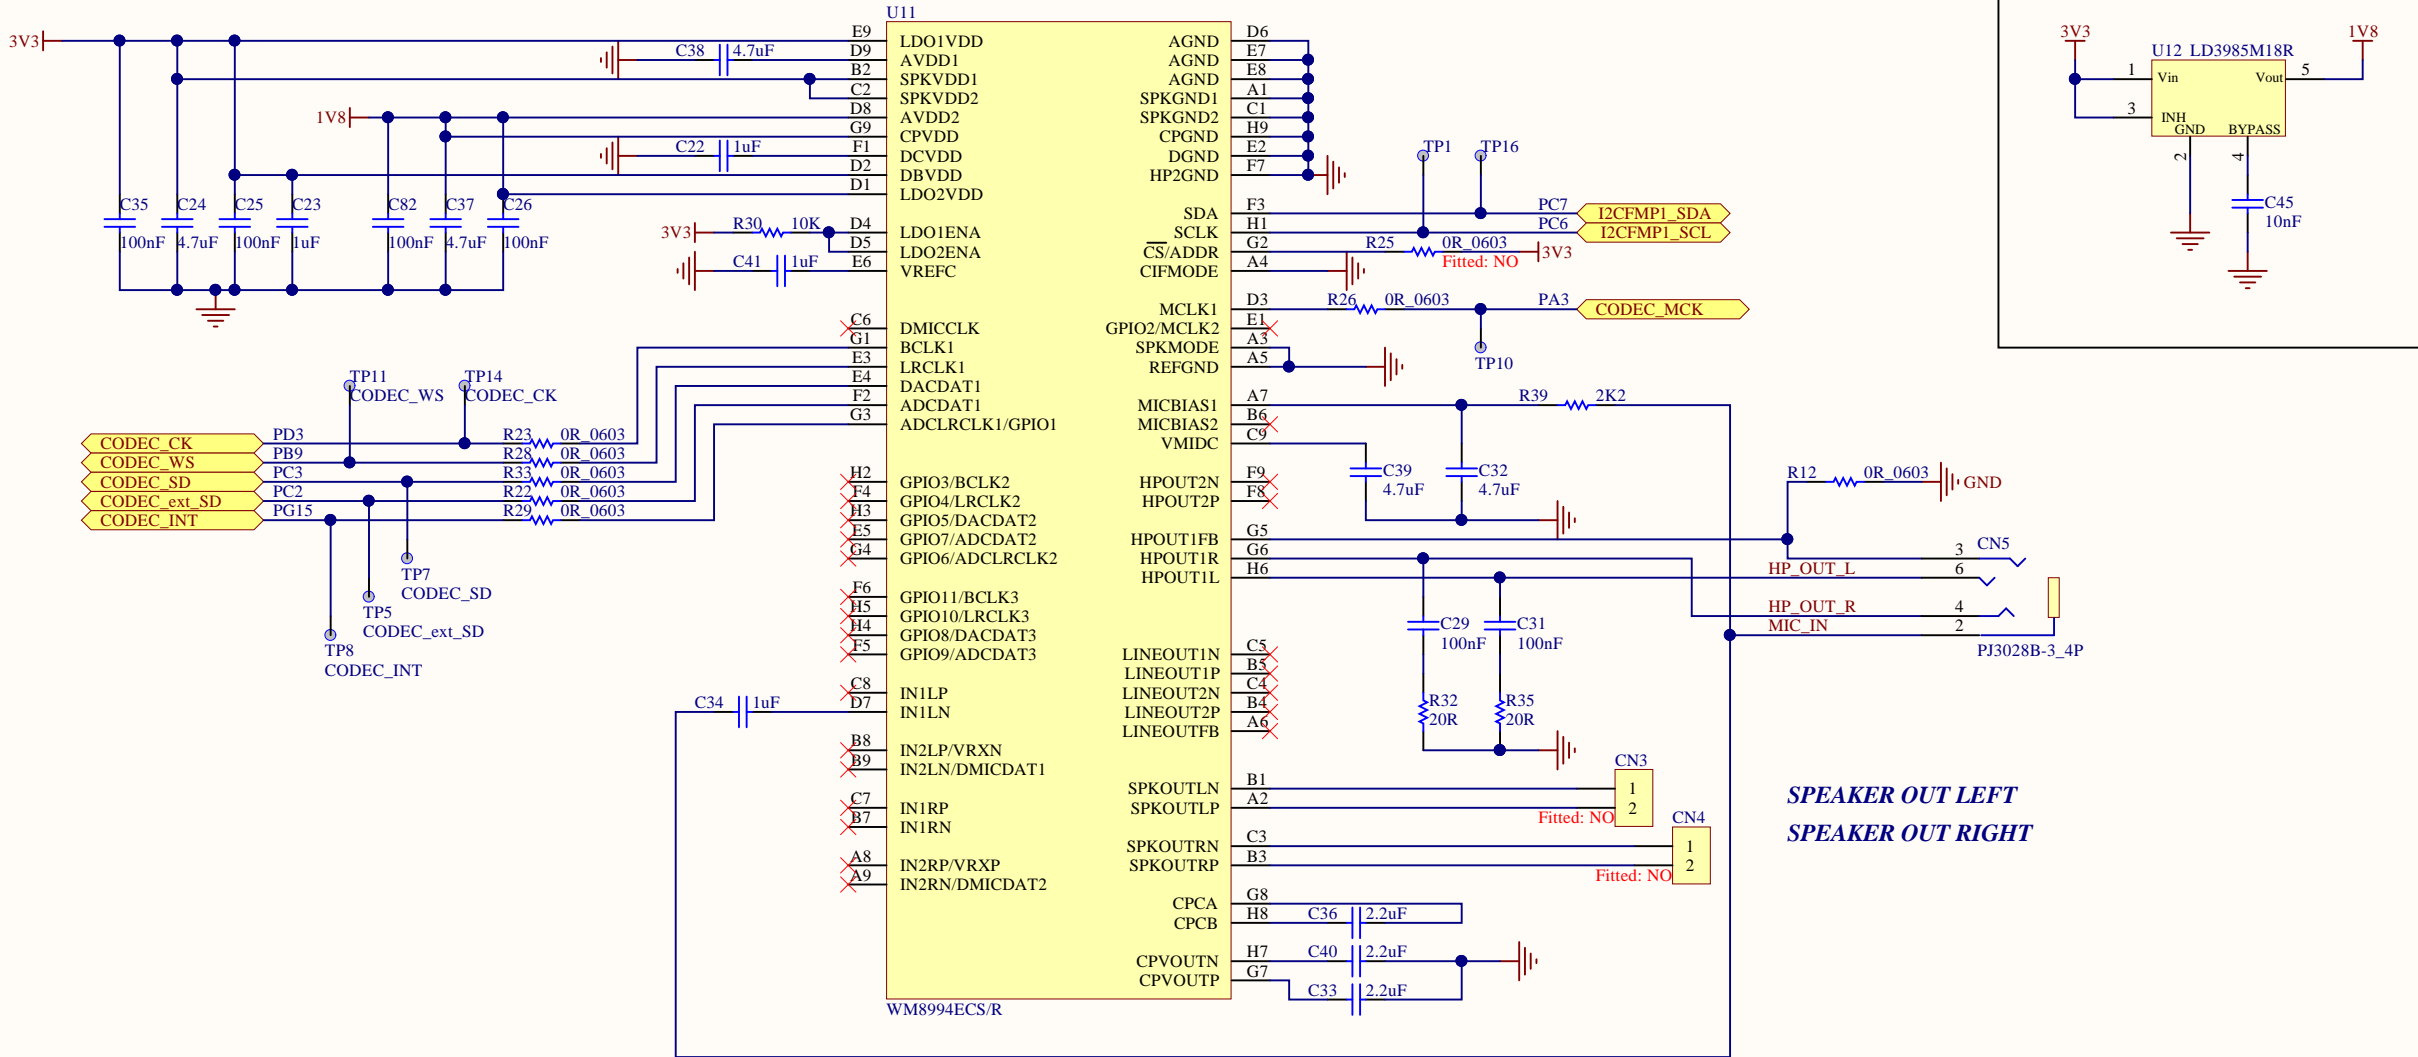 U11
3V3
C38 4.7uF
1V8
C22 1uF
C35 100nF
C24 4.7uF
C25 100nF
C23 1uF
C82 100nF
C37 4.7uF
C26 100nF
3V3 R30 10K
C41 1uF
E9 LDO1VDD
D9 AVDD1
B2 SPKVDD1
C2 SPKVDD2
D8 AVDD2
G9 CPVDD
F1 DCVDD
D2 DBVDD
D1 LDO2VDD
D4 LDO1ENA
D5 LDO2ENA
E6 VREFC
C6 DMICCLK
G1 BCLK1
E3 LRCLK1
E4 DACDAT1
F2 ADCDAT1
G3 ADCLRCLK1/GPIO1
H2 GPIO3/BCLK2
F4 GPIO4/LRCLK2
H3 GPIO5/DACDAT2
E5 GPIO7/ADCDAT2
G4 GPIO6/ADCLRCLK2
F6 GPIO11/BCLK3
H5 GPIO10/LRCLK3
H4 GPIO8/DACDAT3
F5 GPIO9/ADCDAT3
C8 IN1LP
D7 IN1LN
B8 IN2LP/VRXN
B9 IN2LN/DMICDAT1
C7 IN1RP
B7 IN1RN
A8 IN2RP/VRXP
A9 IN2RN/DMICDAT2
WM8994ECS/R
TP11
CODEC_WS
TP14
CODEC_CK
CODEC_CK PD3 R23 0R_0603
CODEC_WS PB9 R28 0R_0603
CODEC_SD PC3 R33 0R_0603
CODEC_ext_SD PC2 R22 0R_0603
CODEC_INT PG15 R29 0R_0603
TP7
CODEC_SD
TP5
CODEC_ext_SD
TP8
CODEC_INT
C34 1uF
AGND D6
AGND E7
AGND E8
SPKGND1 A1
SPKGND2 C1
CPGND H9
DGND E2
HP2GND F7
SDA F3
SCLK H1
CS/ADDR G2
CIFMODE A4
MCLK1 D3
GPIO2/MCLK2 E1
SPKMODE A3
REFGND A5
MICBIAS1 A7
MICBIAS2 B6
VMIDC C9
HPOUT2N F9
HPOUT2P F8
HPOUT1FB G5
HPOUT1R G6
HPOUT1L H6
LINEOUT1N C5
LINEOUT1P B5
LINEOUT2N C4
LINEOUT2P B4
LINEOUTFB A6
SPKOUTLN B1
SPKOUTLP A2
SPKOUTRN C3
SPKOUTRP B3
CPCA G8
CPCB H8
CPVOUTN H7
CPVOUTP G7
TP1
TP16
PC7 I2CFMP1_SDA
PC6 I2CFMP1_SCL
R25 0R_0603 3V3
Fitted: NO
R26 0R_0603 PA3 CODEC_MCK
TP10
R39 2K2
C39
4.7uF
C32
4.7uF
R12 0R_0603 GND
CN5
3
HP_OUT_L 6
HP_OUT_R 4
MIC_IN 2
PJ3028B-3_4P
C29
100nF
C31
100nF
R32
20R
R35
20R
CN3
1
2
Fitted: NO
CN4
1
2
Fitted: NO
SPEAKER OUT LEFT
SPEAKER OUT RIGHT
C36 2.2uF
C40 2.2uF
C33 2.2uF
3V3
1V8
U12 LD3985M18R
1 Vin
Vout 5
3 INH
GND
BYPASS
2
4
C45
10nF